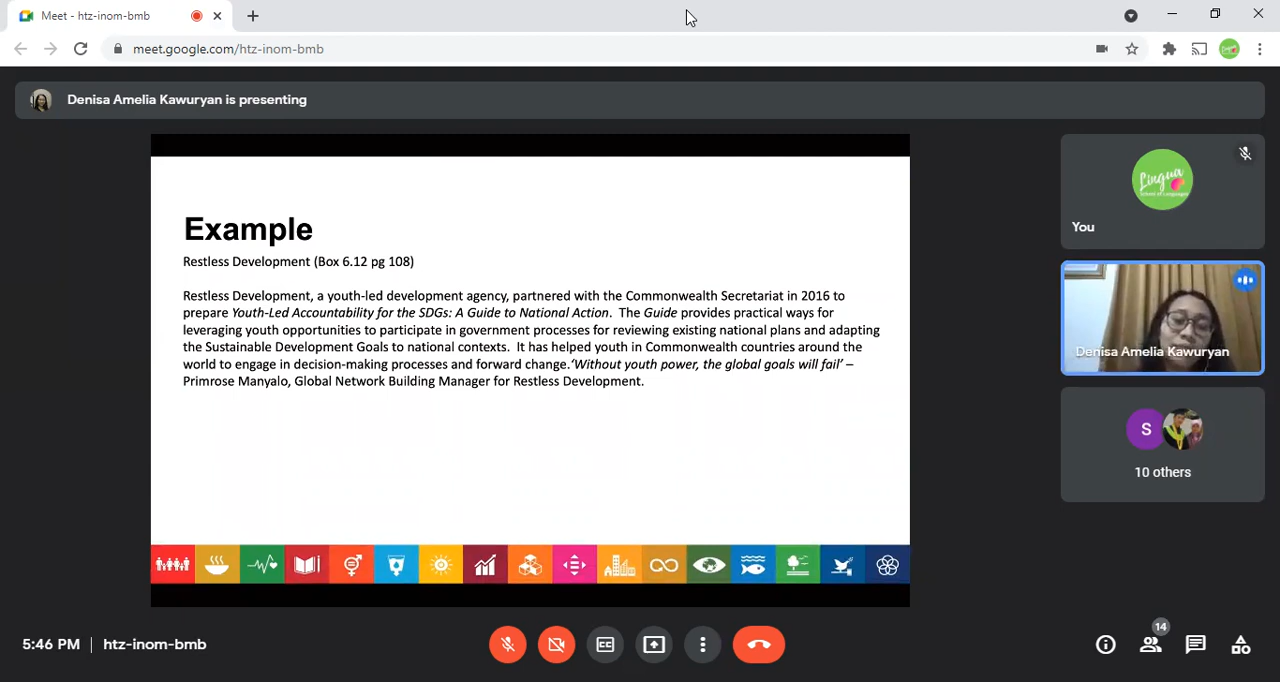 Meet - htz-inom-bmb
meet.google.com/htz-inom-bmb
Denisa Amelia Kawuryan is presenting
Example
Restless Development (Box 6.12 pg 108)
Restless Development, a youth-led development agency, partnered with the Commonwealth Secretariat in 2016 to
prepare Youth-Led Accountability for the SDGs: A Guide to National Action. The Guide provides practical ways for
leveraging youth opportunities to participate in government processes for reviewing existing national plans and adapting
the Sustainable Development Goals to national contexts. It has helped youth in Commonwealth countries around the
world to engage in decision-making processes and forward change.‘Without youth power, the global goals will fail’ –
Primrose Manyalo, Global Network Building Manager for Restless Development.
Lingua
You
Denisa Amelia Kawuryan
S
10 others
5:46 PM
htz-inom-bmb
CC
14